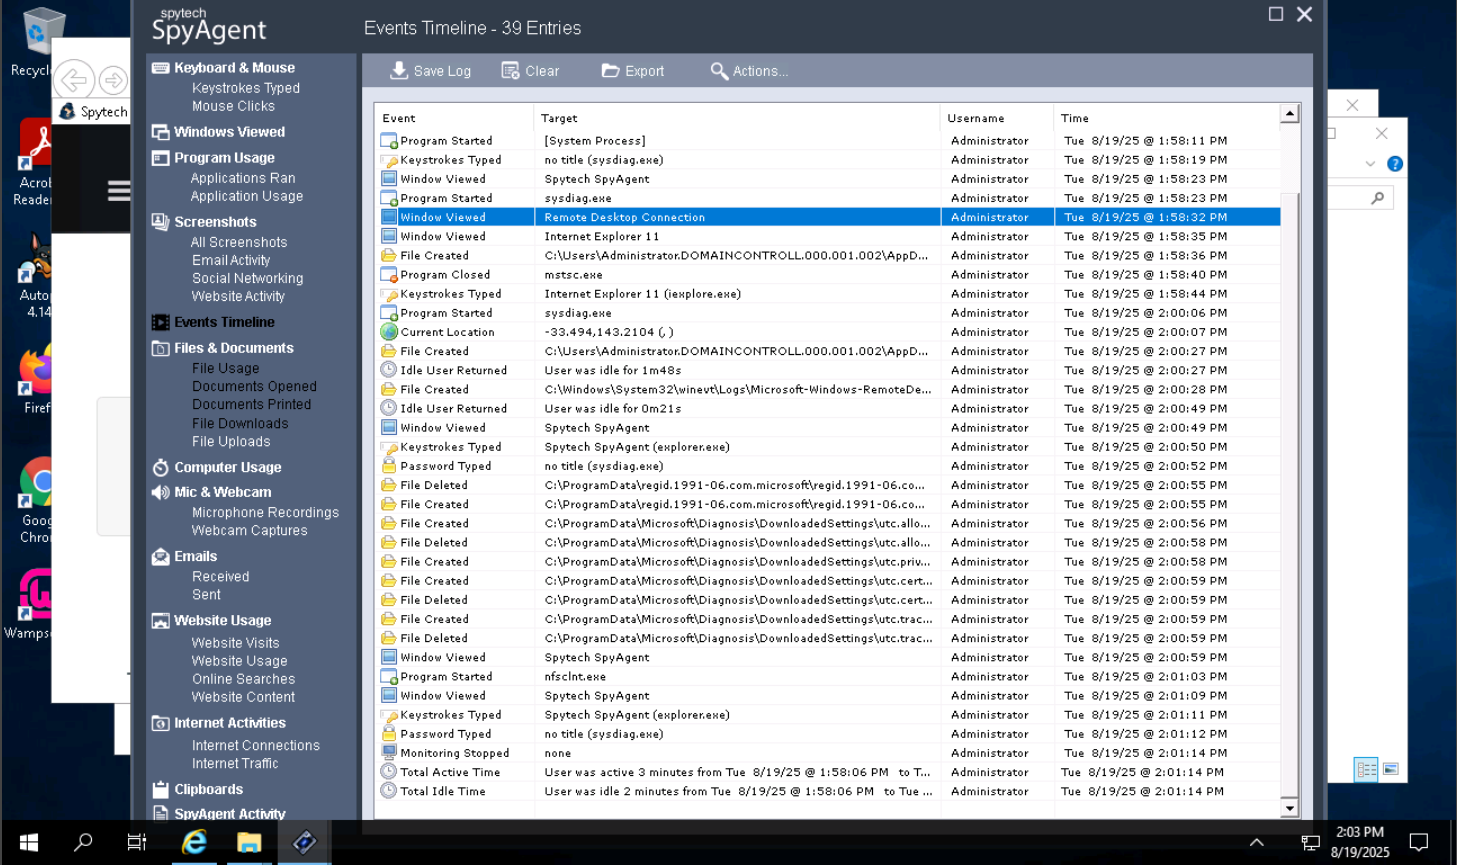 spytech
SpyAgent
Events Timeline - 39 Entries
Save Log
Clear
Export
Actions...
Keyboard & Mouse
Keystrokes Typed
Mouse Clicks
Windows Viewed
Program Usage
Applications Ran
Application Usage
Screenshots
All Screenshots
Email Activity
Social Networking
Website Activity
Events Timeline
Files & Documents
File Usage
Documents Opened
Documents Printed
File Downloads
File Uploads
Computer Usage
Mic & Webcam
Microphone Recordings
Webcam Captures
Emails
Received
Sent
Website Usage
Website Visits
Website Usage
Online Searches
Website Content
Internet Activities
Internet Connections
Internet Traffic
Clipboards
SpyAgent Activity
Event Target Username Time
Program Started [System Process] Administrator Tue 8/19/25 @ 1:58:11 PM
Keystrokes Typed no title (sysdiag.exe) Administrator Tue 8/19/25 @ 1:58:19 PM
Window Viewed Spytech SpyAgent Administrator Tue 8/19/25 @ 1:58:23 PM
Program Started sysdiag.exe Administrator Tue 8/19/25 @ 1:58:23 PM
Window Viewed Remote Desktop Connection Administrator Tue 8/19/25 @ 1:58:32 PM
Window Viewed Internet Explorer 11 Administrator Tue 8/19/25 @ 1:58:35 PM
File Created C:\Users\Administrator.DOMAINCONTROLL.000.001.002\AppD... Administrator Tue 8/19/25 @ 1:58:36 PM
Program Closed mstsc.exe Administrator Tue 8/19/25 @ 1:58:40 PM
Keystrokes Typed Internet Explorer 11 (iexplore.exe) Administrator Tue 8/19/25 @ 1:58:44 PM
Program Started sysdiag.exe Administrator Tue 8/19/25 @ 2:00:06 PM
Current Location -33.494,143.2104 (, ) Administrator Tue 8/19/25 @ 2:00:07 PM
File Created C:\Users\Administrator.DOMAINCONTROLL.000.001.002\AppD... Administrator Tue 8/19/25 @ 2:00:27 PM
Idle User Returned User was idle for 1m48s Administrator Tue 8/19/25 @ 2:00:27 PM
File Created C:\Windows\System32\winevt\Logs\Microsoft-Windows-RemoteDe... Administrator Tue 8/19/25 @ 2:00:28 PM
Idle User Returned User was idle for 0m21s Administrator Tue 8/19/25 @ 2:00:49 PM
Window Viewed Spytech SpyAgent Administrator Tue 8/19/25 @ 2:00:49 PM
Keystrokes Typed Spytech SpyAgent (explorer.exe) Administrator Tue 8/19/25 @ 2:00:50 PM
Password Typed no title (sysdiag.exe) Administrator Tue 8/19/25 @ 2:00:52 PM
File Deleted C:\ProgramData\regid.1991-06.com.microsoft\regid.1991-06.co... Administrator Tue 8/19/25 @ 2:00:55 PM
File Created C:\ProgramData\regid.1991-06.com.microsoft\regid.1991-06.co... Administrator Tue 8/19/25 @ 2:00:55 PM
File Created C:\ProgramData\Microsoft\Diagnosis\DownloadedSettings\utc.allo... Administrator Tue 8/19/25 @ 2:00:56 PM
File Deleted C:\ProgramData\Microsoft\Diagnosis\DownloadedSettings\utc.allo... Administrator Tue 8/19/25 @ 2:00:58 PM
File Created C:\ProgramData\Microsoft\Diagnosis\DownloadedSettings\utc.priv... Administrator Tue 8/19/25 @ 2:00:58 PM
File Created C:\ProgramData\Microsoft\Diagnosis\DownloadedSettings\utc.cert... Administrator Tue 8/19/25 @ 2:00:59 PM
File Deleted C:\ProgramData\Microsoft\Diagnosis\DownloadedSettings\utc.cert... Administrator Tue 8/19/25 @ 2:00:59 PM
File Created C:\ProgramData\Microsoft\Diagnosis\DownloadedSettings\utc.trac... Administrator Tue 8/19/25 @ 2:00:59 PM
File Deleted C:\ProgramData\Microsoft\Diagnosis\DownloadedSettings\utc.trac... Administrator Tue 8/19/25 @ 2:00:59 PM
Window Viewed Spytech SpyAgent Administrator Tue 8/19/25 @ 2:00:59 PM
Program Started nfsclnt.exe Administrator Tue 8/19/25 @ 2:01:03 PM
Window Viewed Spytech SpyAgent Administrator Tue 8/19/25 @ 2:01:09 PM
Keystrokes Typed Spytech SpyAgent (explorer.exe) Administrator Tue 8/19/25 @ 2:01:11 PM
Password Typed no title (sysdiag.exe) Administrator Tue 8/19/25 @ 2:01:12 PM
Monitoring Stopped none Administrator Tue 8/19/25 @ 2:01:14 PM
Total Active Time User was active 3 minutes from Tue 8/19/25 @ 1:58:06 PM to T... Administrator Tue 8/19/25 @ 2:01:14 PM
Total Idle Time User was idle 2 minutes from Tue 8/19/25 @ 1:58:06 PM to Tue ... Administrator Tue 8/19/25 @ 2:01:14 PM
Recycl
Spytech
Acro
Reade
Auto
4.14
Firef
Goog
Chro
Wamps
2:03 PM
8/19/2025